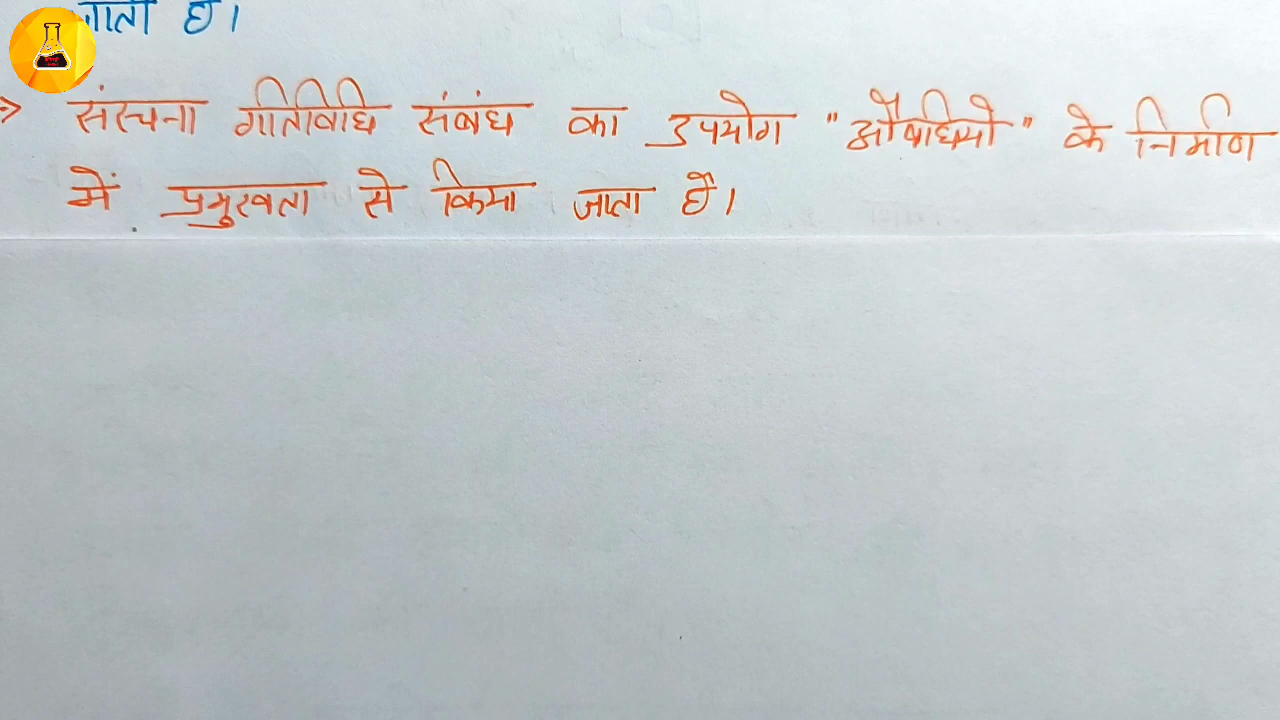 जाता है।
⇒ संरचना गतिविधि संबंध का उपयोग "औषधियो" के निर्माण
में प्रमुखता से किया जाता है।